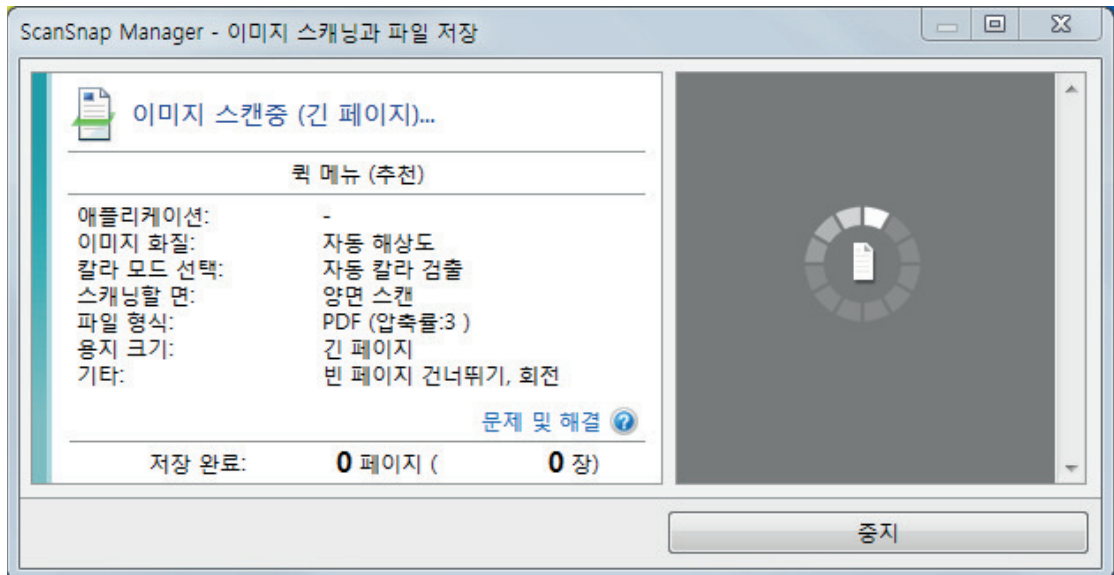 ScanSnap Manager - 이미지 스캐닝과 파일 저장
이미지 스캔중 (긴 페이지)...
퀵 메뉴 (추천)
애플리케이션: -
이미지 화질: 자동 해상도
칼라 모드 선택: 자동 칼라 검출
스캐닝할 면: 양면 스캔
파일 형식: PDF (압축률:3 )
용지 크기: 긴 페이지
기타: 빈 페이지 건너뛰기, 회전
문제 및 해결
저장 완료: 0 페이지 ( 0 장)
중지